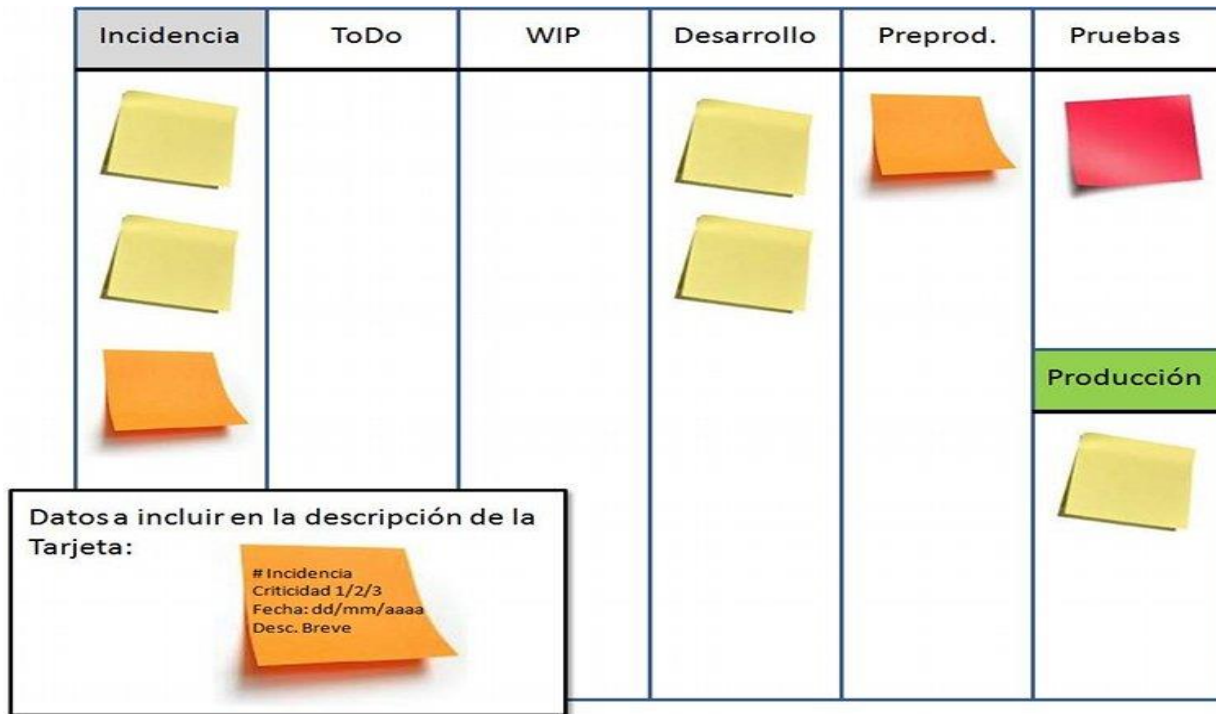 Incidencia
ToDo
WIP
Desarrollo
Preprod.
Pruebas
Producción
Datos a incluir en la descripción de la
Tarjeta:
# Incidencia
Criticidad 1/2/3
Fecha: dd/mm/aaaa
Desc. Breve